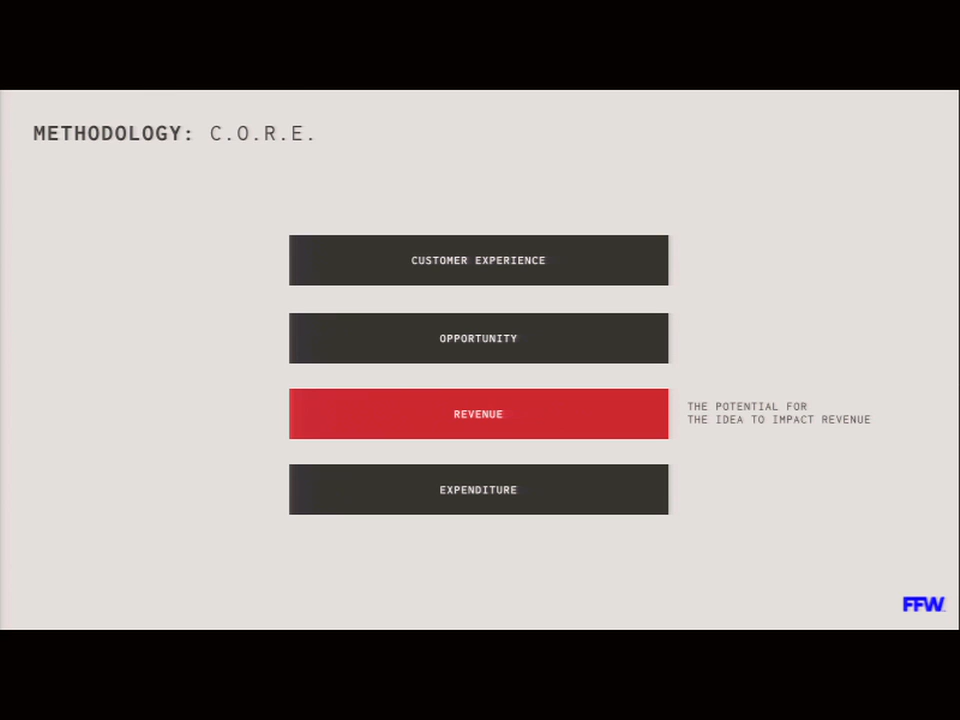 METHODOLOGY: C.O.R.E.
CUSTOMER EXPERIENCE
OPPORTUNITY
REVENUE
THE POTENTIAL FOR
THE IDEA TO IMPACT REVENUE
EXPENDITURE
FFW